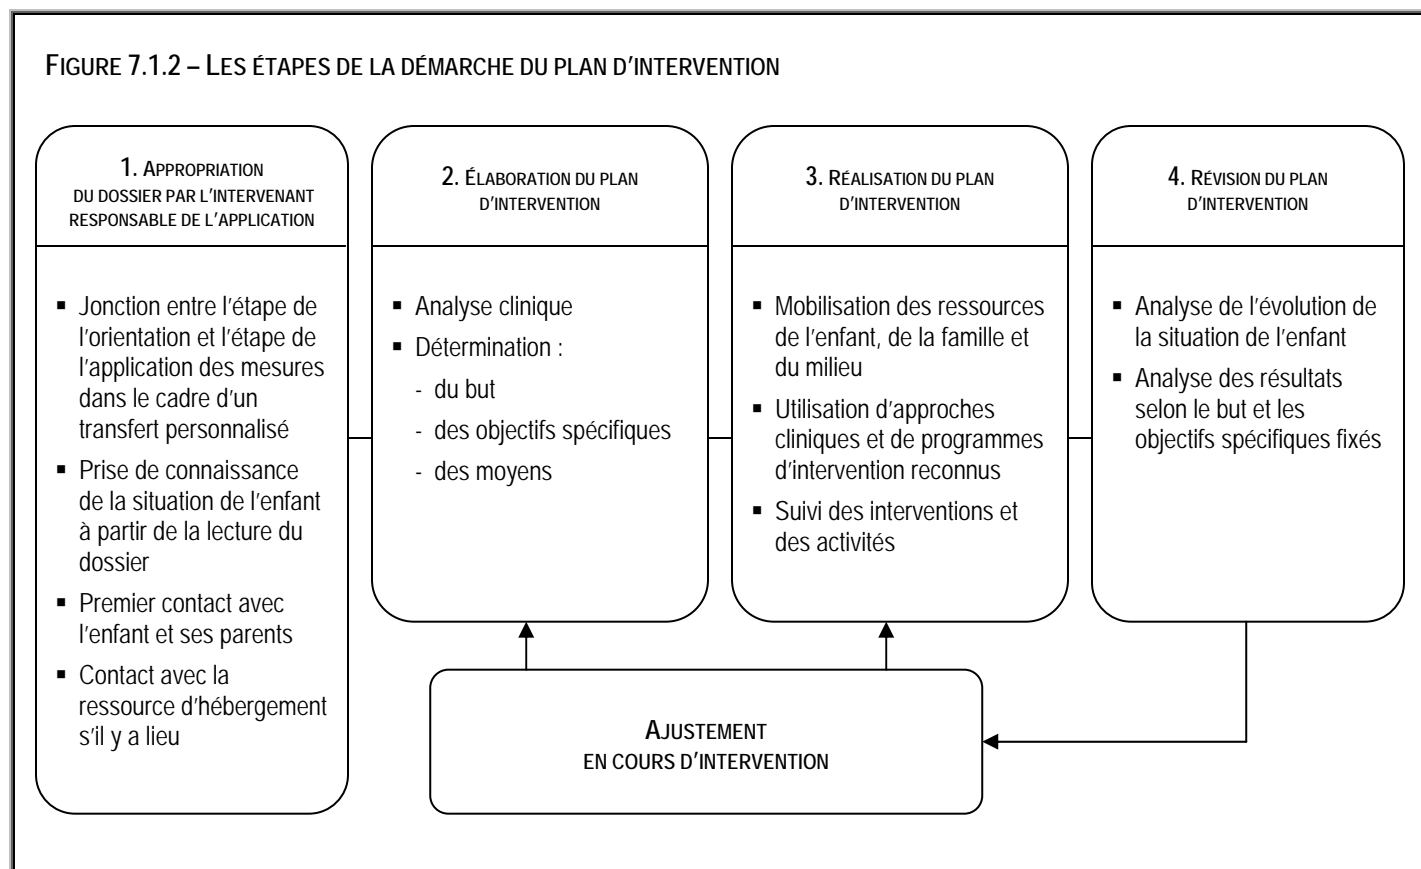 FIGURE 7.1.2 – LES ÉTAPES DE LA DÉMARCHE DU PLAN D'INTERVENTION
1. APPROPRIATION
DU DOSSIER PAR L'INTERVENANT
RESPONSABLE DE L'APPLICATION
▪ Jonction entre l'étape de
l'orientation et l'étape de
l'application des mesures
dans le cadre d'un
transfert personnalisé
▪ Prise de connaissance
de la situation de l'enfant
à partir de la lecture du
dossier
▪ Premier contact avec
l'enfant et ses parents
▪ Contact avec la
ressource d'hébergement
s'il y a lieu
2. ÉLABORATION DU PLAN
D'INTERVENTION
▪ Analyse clinique
▪ Détermination :
- du but
- des objectifs spécifiques
- des moyens
3. RÉALISATION DU PLAN
D'INTERVENTION
▪ Mobilisation des ressources
de l'enfant, de la famille et
du milieu
▪ Utilisation d'approches
cliniques et de programmes
d'intervention reconnus
▪ Suivi des interventions et
des activités
4. RÉVISION DU PLAN
D'INTERVENTION
▪ Analyse de l'évolution de
la situation de l'enfant
▪ Analyse des résultats
selon le but et les
objectifs spécifiques fixés
AJUSTEMENT
EN COURS D'INTERVENTION